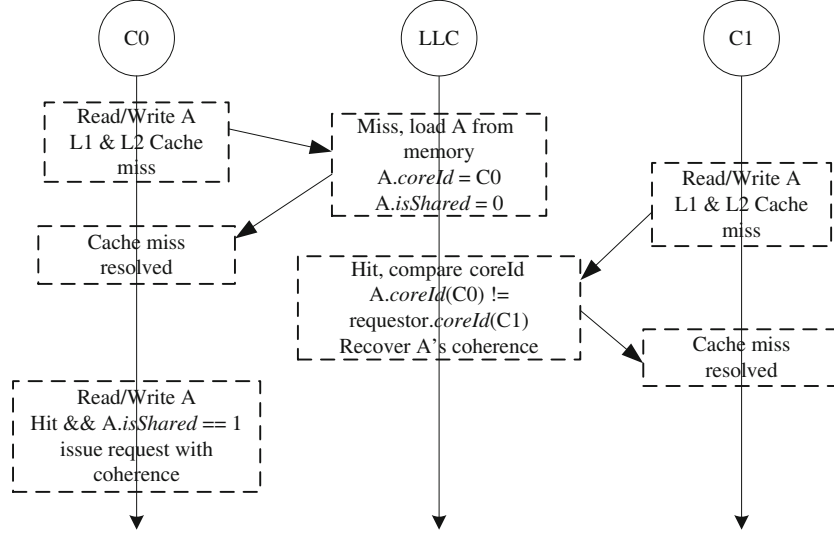 C0
LLC
C1
Read/Write A
L1 & L2 Cache
miss
Miss, load A from
memory
A.coreId = C0
A.isShared = 0
Read/Write A
L1 & L2 Cache
miss
Cache miss
resolved
Hit, compare coreId
A.coreId(C0) !=
requestor.coreId(C1)
Recover A's coherence
Cache miss
resolved
Read/Write A
Hit && A.isShared == 1
issue request with
coherence